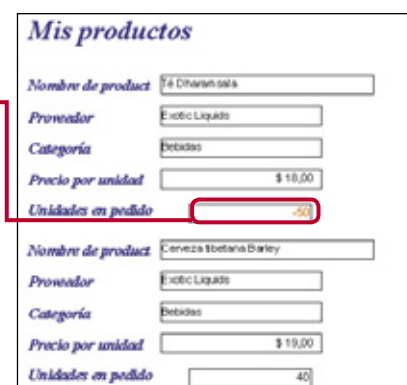 Mis productos
Nombre de product Té Dharamsala
Proveedor Exotic Liquids
Categoría Bebidas
Precio por unidad $ 18,00
Unidades en pedido -50
Nombre de product Cerveza tibetana Barley
Proveedor Exotic Liquids
Categoría Bebidas
Precio por unidad $ 19,00
Unidades en pedido 40